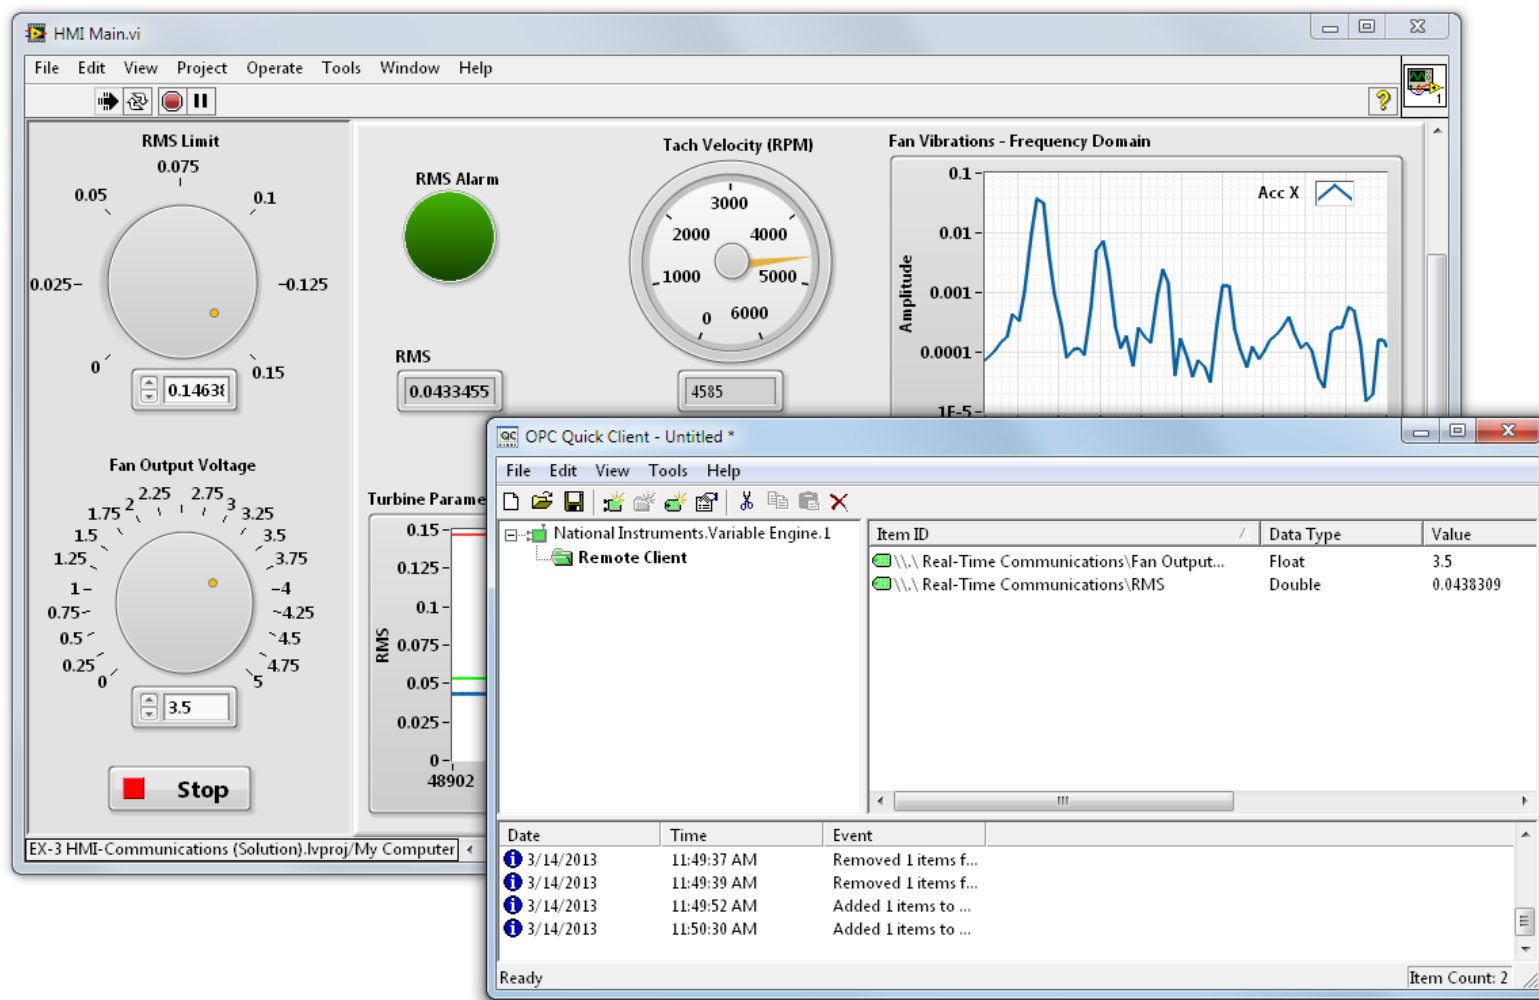 HMI Main.vi
File Edit View Project Operate Tools Window Help
1
RMS Limit
0.075
0.05 0.1
0.025 0.125
0 0.15
0.14638
RMS Alarm
RMS
0.0433455
Tach Velocity (RPM)
3000
2000 4000
1000 5000
0 6000
4585
Fan Vibrations - Frequency Domain
Acc X
Amplitude
0.1
0.01
0.001
0.0001
1E-5
Fan Output Voltage
2.25 2.75
2 3
1.75 3.25
1.5 3.5
1.25 3.75
1 4
0.75 4.25
0.5 4.5
0.25 4.75
0 5
3.5
Stop
Turbine Parame
RMS
0.15
0.125
0.1
0.075
0.05
0.025
0
48902
EX-3 HMI-Communications (Solution).lvproj/My Computer
OPC Quick Client - Untitled *
File Edit View Tools Help
National Instruments.Variable Engine.1
Remote Client
Item ID Data Type Value
\\.\ Real-Time Communications\Fan Output... Float 3.5
\\.\ Real-Time Communications\RMS Double 0.0438309
Date Time Event
3/14/2013 11:49:37 AM Removed 1 items f...
3/14/2013 11:49:39 AM Removed 1 items f...
3/14/2013 11:49:52 AM Added 1 items to ...
3/14/2013 11:50:30 AM Added 1 items to ...
Ready Item Count: 2